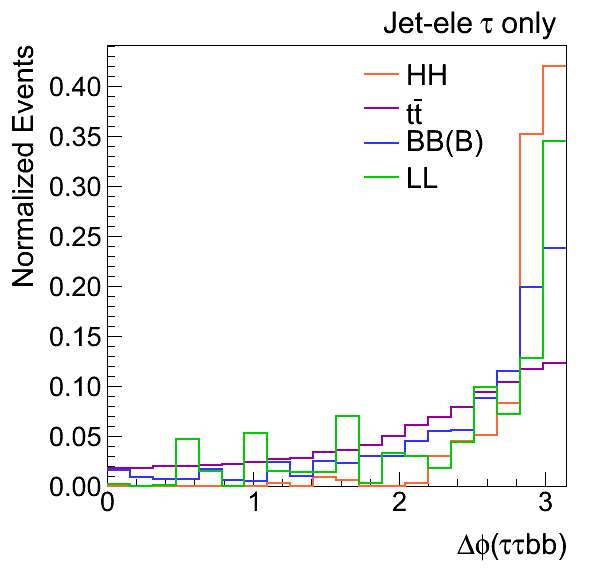 Jet-ele τ only
Normalized Events
0.40
0.35
0.30
0.25
0.20
0.15
0.10
0.05
0.00
HH
tt̄
BB(B)
LL
0 1 2 3
Δϕ(ττbb)